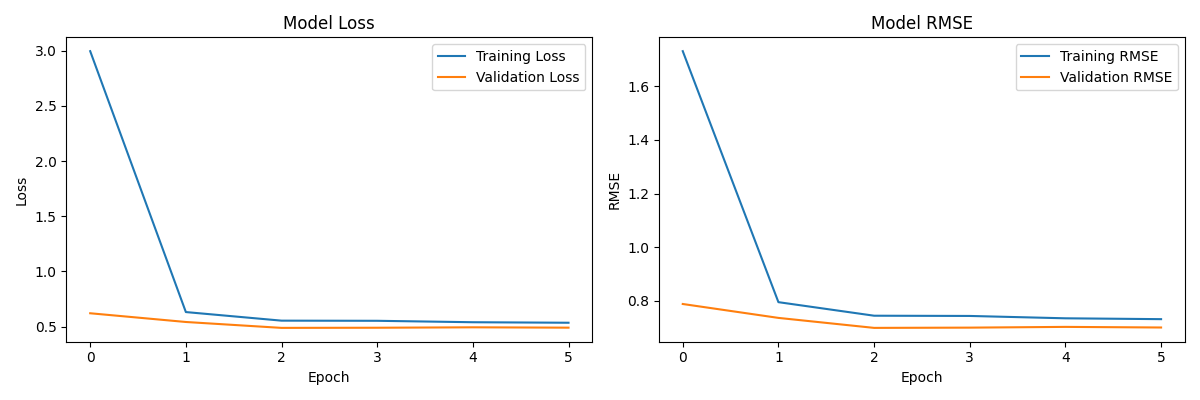 Model Loss
3.0
2.5
2.0
1.5
1.0
0.5
Loss
Training Loss
Validation Loss
0 1 2 3 4 5
Epoch
Model RMSE
1.6
1.4
1.2
1.0
0.8
RMSE
Training RMSE
Validation RMSE
0 1 2 3 4 5
Epoch